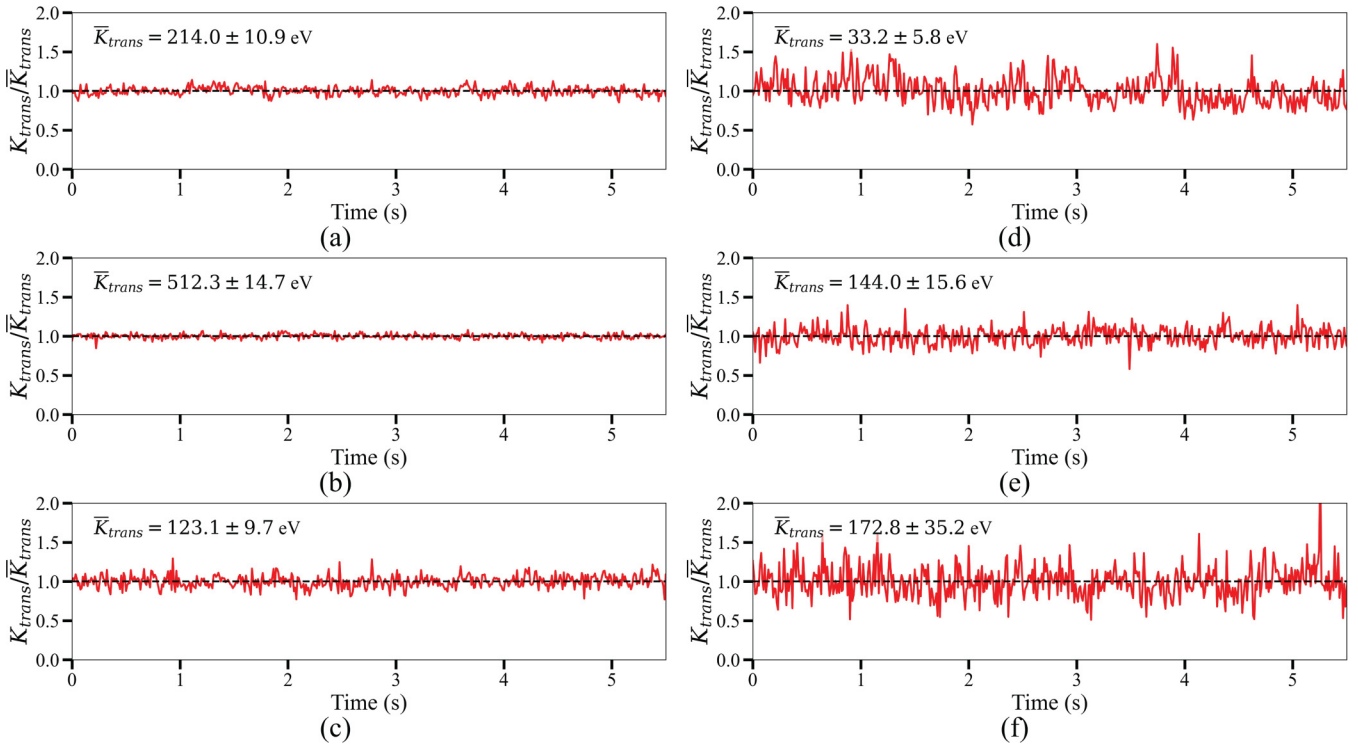 K̅trans = 214.0 ± 10.9 eV
Ktrans/K̅trans
2.0
1.5
1.0
0.5
0.0
0 1 2 3 4 5
Time (s)
(a)
K̅trans = 512.3 ± 14.7 eV
Ktrans/K̅trans
2.0
1.5
1.0
0.5
0.0
0 1 2 3 4 5
Time (s)
(b)
K̅trans = 123.1 ± 9.7 eV
Ktrans/K̅trans
2.0
1.5
1.0
0.5
0.0
0 1 2 3 4 5
Time (s)
(c)
K̅trans = 33.2 ± 5.8 eV
Ktrans/K̅trans
2.0
1.5
1.0
0.5
0.0
0 1 2 3 4 5
Time (s)
(d)
K̅trans = 144.0 ± 15.6 eV
Ktrans/K̅trans
2.0
1.5
1.0
0.5
0.0
0 1 2 3 4 5
Time (s)
(e)
K̅trans = 172.8 ± 35.2 eV
Ktrans/K̅trans
2.0
1.5
1.0
0.5
0.0
0 1 2 3 4 5
Time (s)
(f)